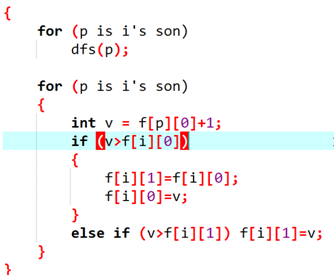 {
for (p is i's son)
dfs(p);
for (p is i's son)
{
int v = f[p][0]+1;
if (v>f[i][0])
{
f[i][1]=f[i][0];
f[i][0]=v;
}
else if (v>f[i][1]) f[i][1]=v;
}
}